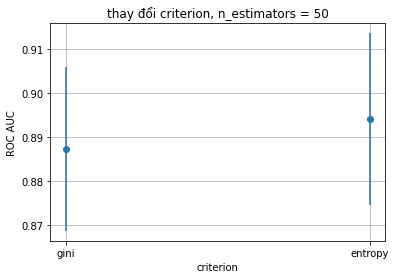 thay đổi criterion, n_estimators = 50
0.91
0.90
0.89
0.88
0.87
ROC AUC
gini
entropy
criterion